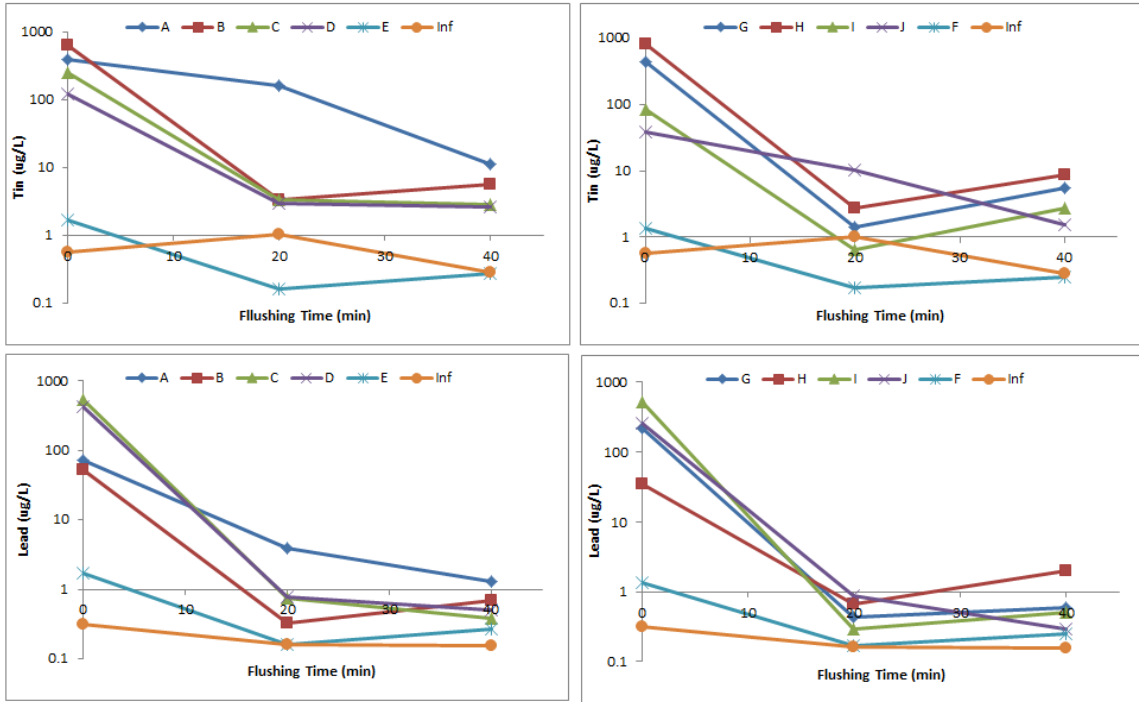 A B C D E Inf
1000
100
10
1
0.1
0 10 20 30 40
Tin (ug/L)
Fllushing Time (min)
G H I J F Inf
1000
100
10
1
0.1
0 10 20 30 40
Tin (ug/L)
Flushing Time (min)
A B C D E Inf
1000
100
10
1
0.1
0 10 20 30 40
Lead (ug/L)
Flushing Time (min)
G H I J F Inf
1000
100
10
1
0.1
0 10 20 30 40
Lead (ug/L)
Flushing Time (min)